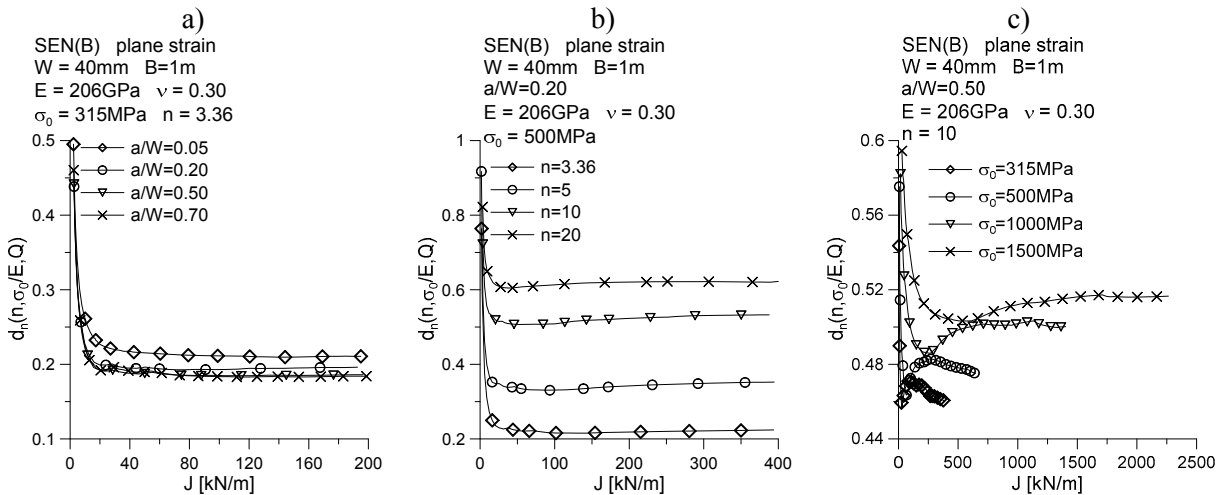 a)
SEN(B) plane strain
W = 40mm B=1m
E = 206GPa ν = 0.30
σ₀ = 315MPa n = 3.36
0.5
0.4
0.3
0.2
0.1
dₙ(n,σ₀/E,Q)
a/W=0.05
a/W=0.20
a/W=0.50
a/W=0.70
0 40 80 120 160 200
J [kN/m]
b)
SEN(B) plane strain
W = 40mm B=1m
a/W=0.20
E = 206GPa ν = 0.30
σ₀ = 500MPa
1
0.8
0.6
0.4
0.2
dₙ(n,σ₀/E,Q)
n=3.36
n=5
n=10
n=20
0 100 200 300 400
J [kN/m]
c)
SEN(B) plane strain
W = 40mm B=1m
a/W=0.50
E = 206GPa ν = 0.30
n = 10
0.6
0.56
0.52
0.48
0.44
dₙ(n,σ₀/E,Q)
σ₀=315MPa
σ₀=500MPa
σ₀=1000MPa
σ₀=1500MPa
0 500 1000 1500 2000 2500
J [kN/m]